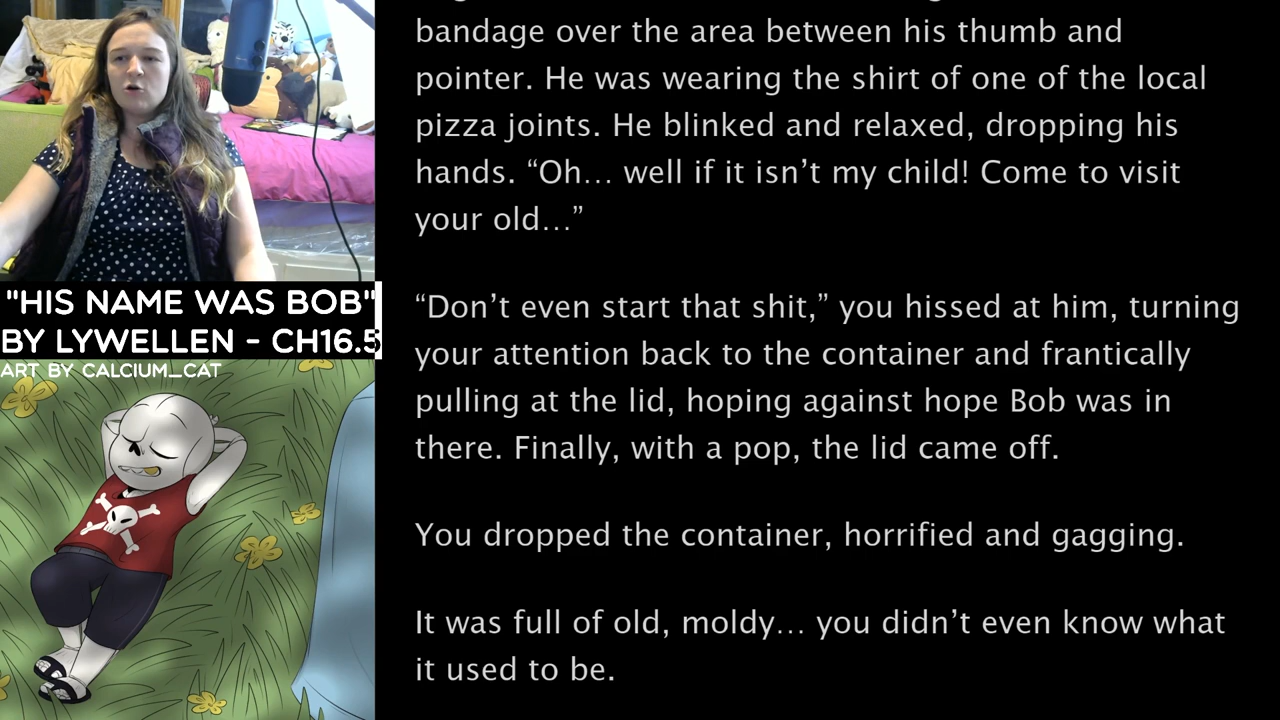 bandage over the area between his thumb and
pointer. He was wearing the shirt of one of the local
pizza joints. He blinked and relaxed, dropping his
hands. “Oh… well if it isn’t my child! Come to visit
your old…”
“Don’t even start that shit,” you hissed at him, turning
your attention back to the container and frantically
pulling at the lid, hoping against hope Bob was in
there. Finally, with a pop, the lid came off.
You dropped the container, horrified and gagging.
It was full of old, moldy… you didn’t even know what
it used to be.
"HIS NAME WAS BOB"
BY LYWELLEN - CH16.5
ART BY CALCIUM_CAT